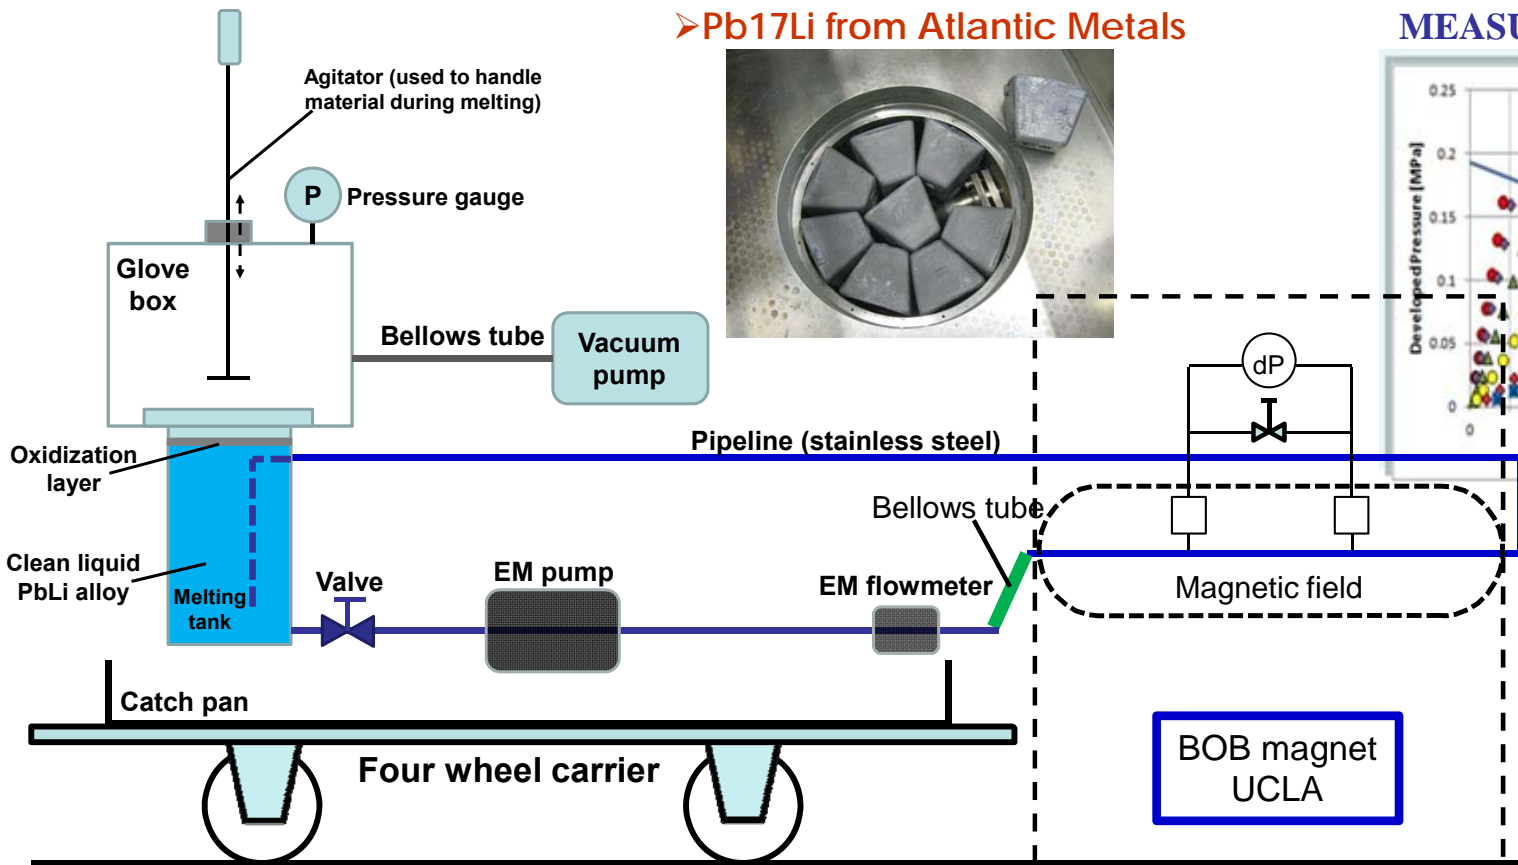 ➢Pb17Li from Atlantic Metals
MEASU
Agitator (used to handle
material during melting)
P
Pressure gauge
Glove
box
Bellows tube
Vacuum
pump
0.25
0.2
0.15
0.1
0.05
0
0
DevelopedPressure [MPa]
dP
Oxidization
layer
Pipeline (stainless steel)
Bellows tube
Clean liquid
PbLi alloy
Melting
tank
Valve
EM pump
EM flowmeter
Magnetic field
Catch pan
Four wheel carrier
BOB magnet
UCLA